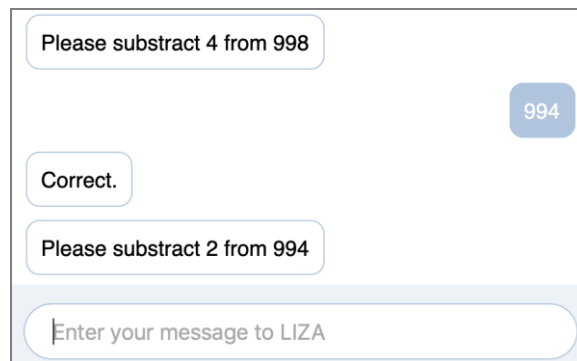 Please substract 4 from 998
994
Correct.
Please substract 2 from 994
Enter your message to LIZA